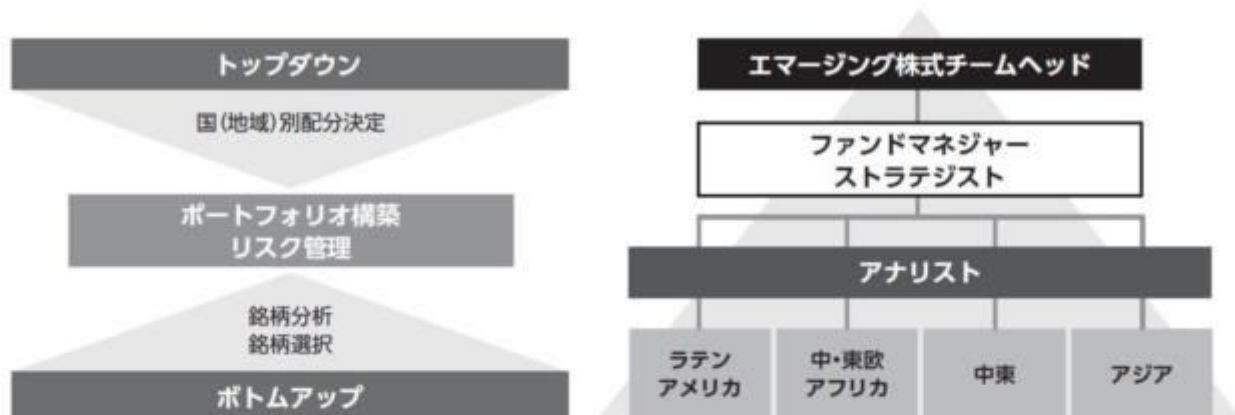 トップダウン
国(地域)別配分決定
ポートフォリオ構築
リスク管理
銘柄分析
銘柄選択
ボトムアップ
エマージング株式チームヘッド
ファンドマネジャー
ストラテジスト
アナリスト
ラテン
アメリカ
中・東欧
アフリカ
中東
アジア